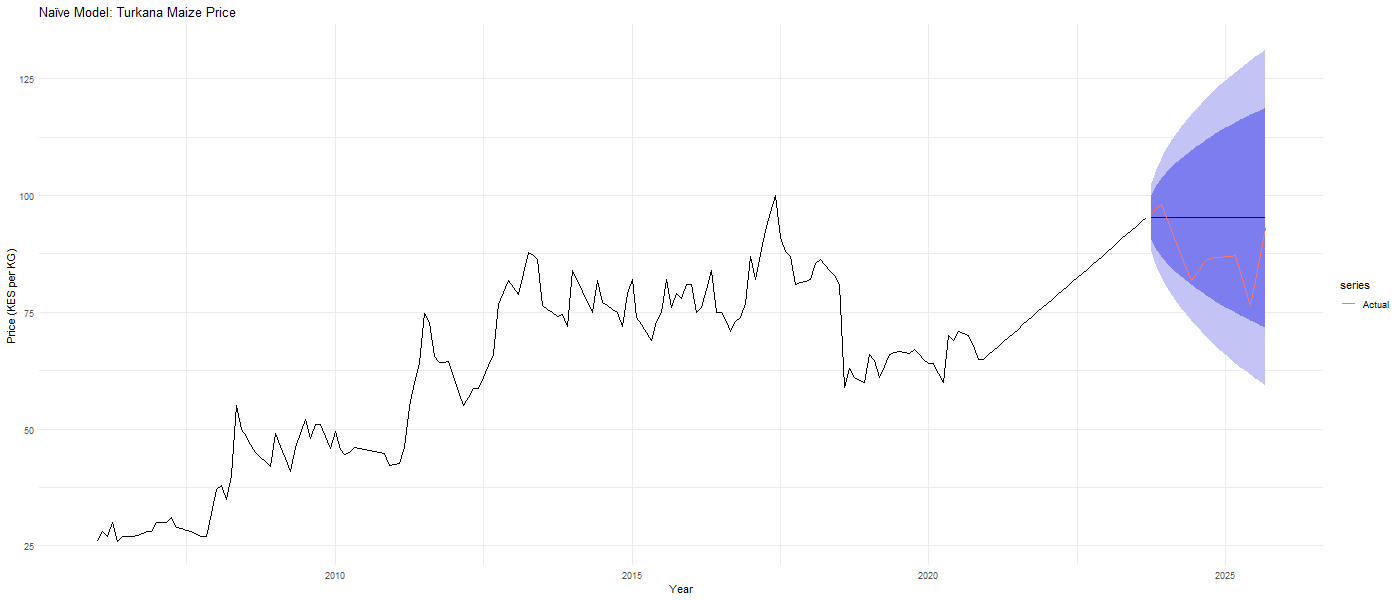 Naïve Model: Turkana Maize Price
125
100
75
50
25
Price (KES per KG)
2010
2015
2020
2025
Year
series
Actual